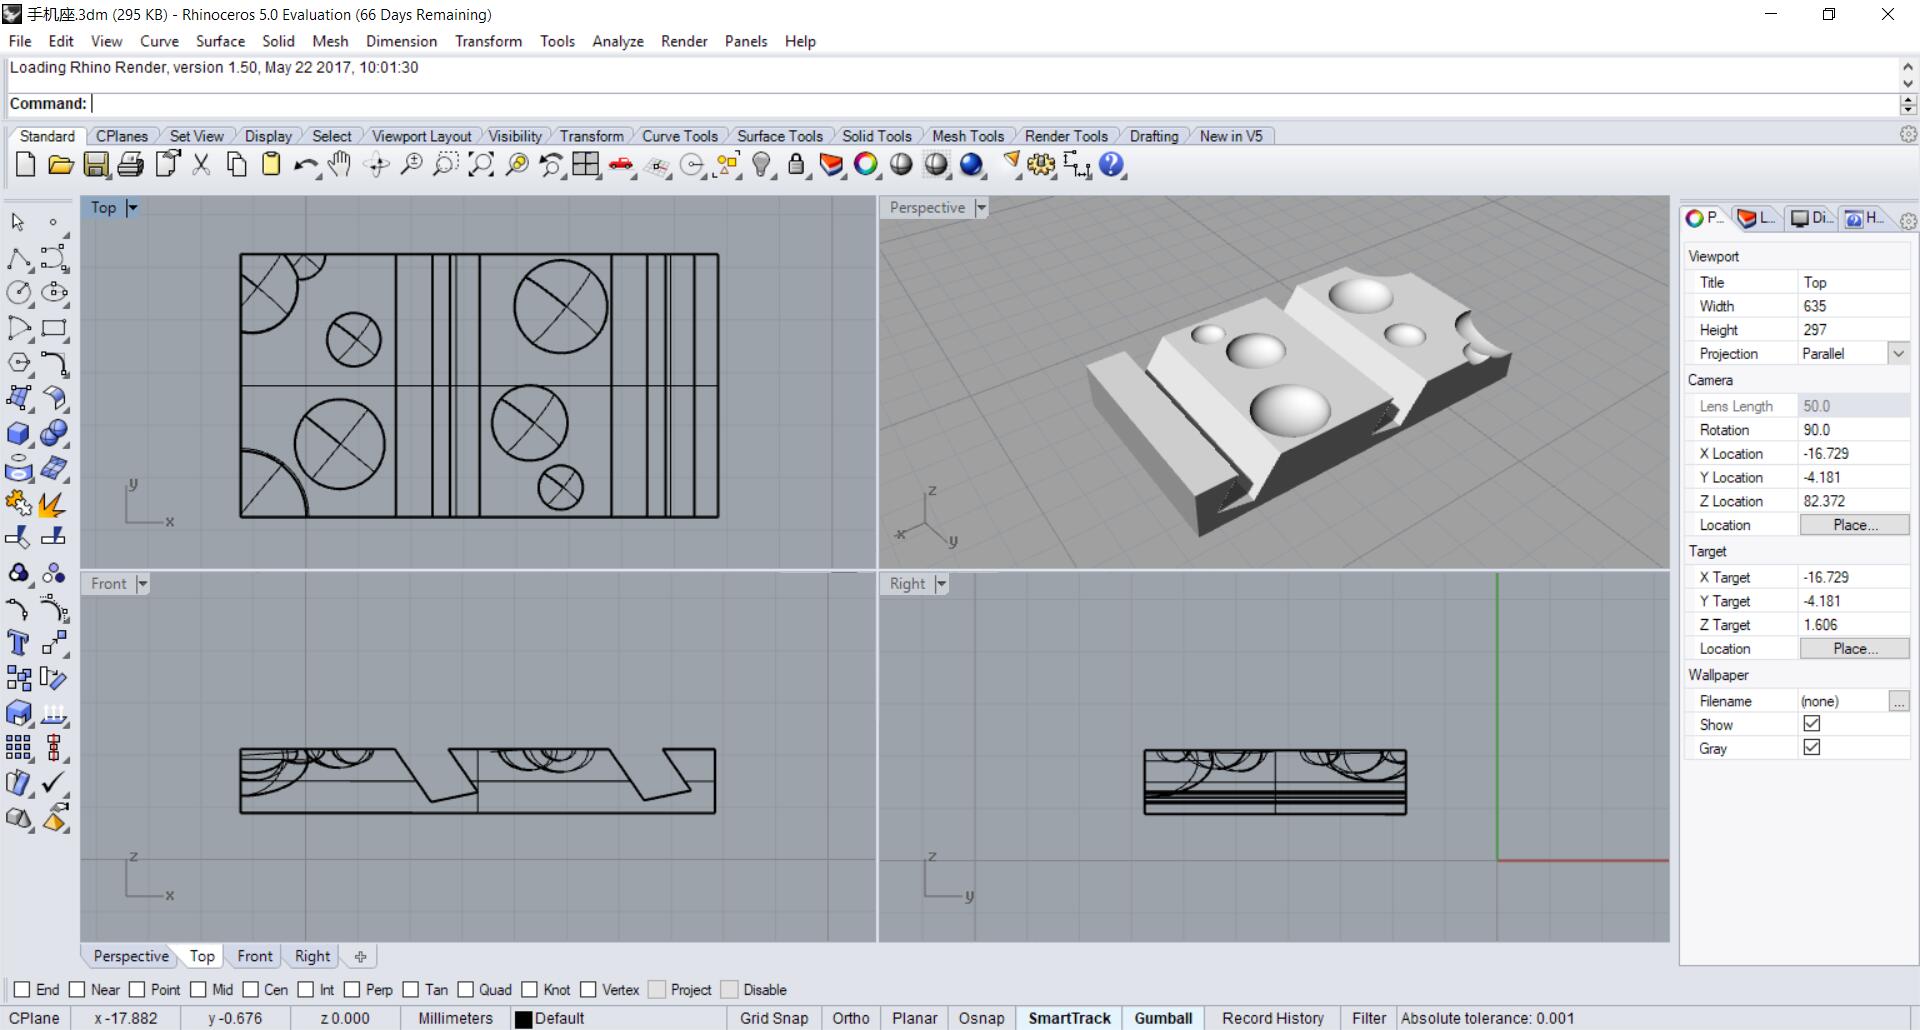 手机座.3dm (295 KB) - Rhinoceros 5.0 Evaluation (66 Days Remaining)
File Edit View Curve Surface Solid Mesh Dimension Transform Tools Analyze Render Panels Help
Loading Rhino Render, version 1.50, May 22 2017, 10:01:30
Command:
Standard CPlanes Set View Display Select Viewport Layout Visibility Transform Curve Tools Surface Tools Solid Tools Mesh Tools Render Tools Drafting New in V5
Top
y
x
Perspective
z
x
y
Front
z
x
Right
z
y
P... L... Di... H...
Viewport
Title Top
Width 635
Height 297
Projection Parallel
Camera
Lens Length 50.0
Rotation 90.0
X Location -16.729
Y Location -4.181
Z Location 82.372
Location Place...
Target
X Target -16.729
Y Target -4.181
Z Target 1.606
Location Place...
Wallpaper
Filename (none) ...
Show
Gray
Perspective Top Front Right
End Near Point Mid Cen Int Perp Tan Quad Knot Vertex Project Disable
CPlane x -17.882 y -0.676 z 0.000 Millimeters Default Grid Snap Ortho Planar Osnap SmartTrack Gumball Record History Filter Absolute tolerance: 0.001